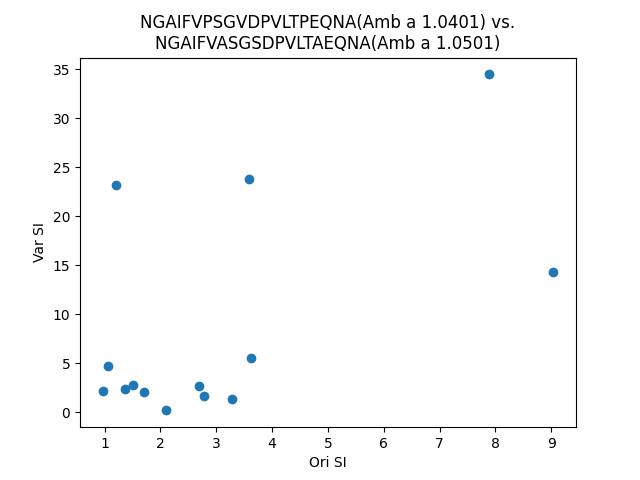 NGAIFVPSGVDPVLTPEQNA(Amb a 1.0401) vs.
NGAIFVASGSDPVLTAEQNA(Amb a 1.0501)
35
30
25
20
15
10
5
0
Var SI
1 2 3 4 5 6 7 8 9
Ori SI